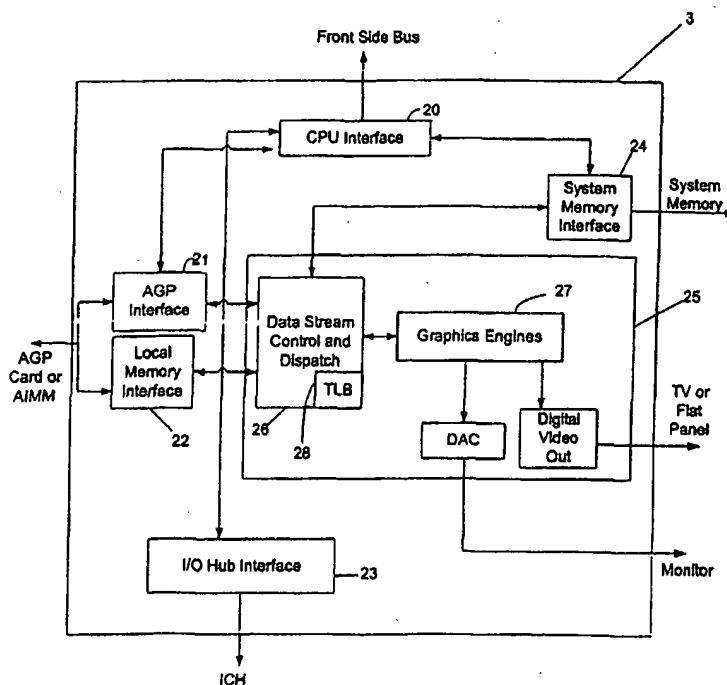 Front Side Bus
3
20
CPU Interface
24
System
Memory
Interface
System
Memory
21
AGP
Interface
Data Stream
Control and
Dispatch
27
Graphics Engines
25
AGP
Card or
AIMM
Local
Memory
Interface
22
TLB
26
28
DAC
Digital
Video
Out
TV or
Flat
Panel
I/O Hub Interface
23
Monitor
ICH